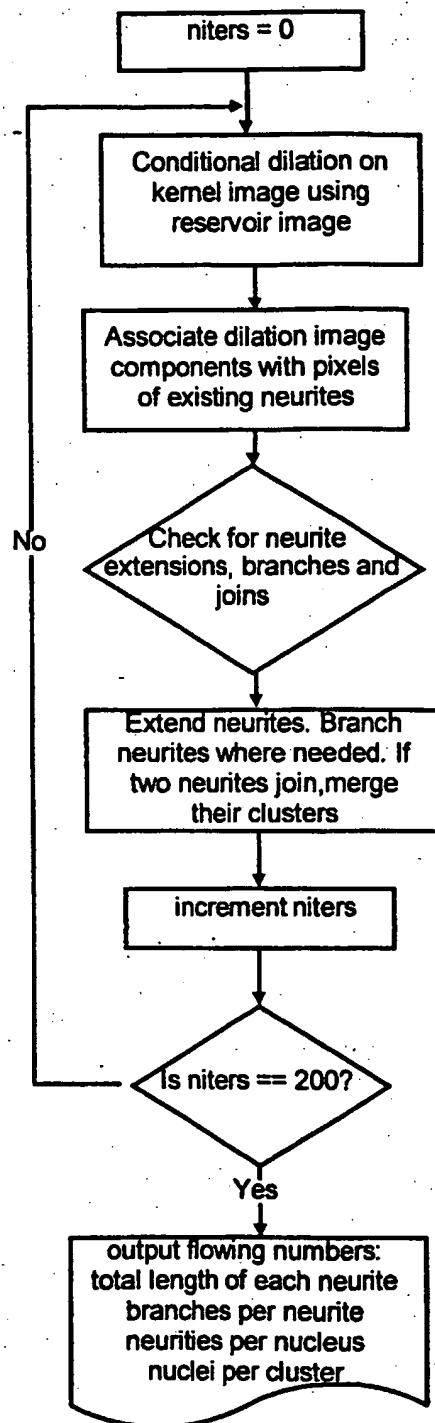 niters = 0
Conditional dilation on
kernel image using
reservoir image
Associate dilation image
components with pixels
of existing neurites
Check for neurite
extensions, branches and
joins
No
Extend neurites. Branch
neurites where needed. If
two neurites join,merge
their clusters
increment niters
Is niters == 200?
Yes
output flowing numbers:
total length of each neurite
branches per neurite
neurities per nucleus
nuclei per cluster